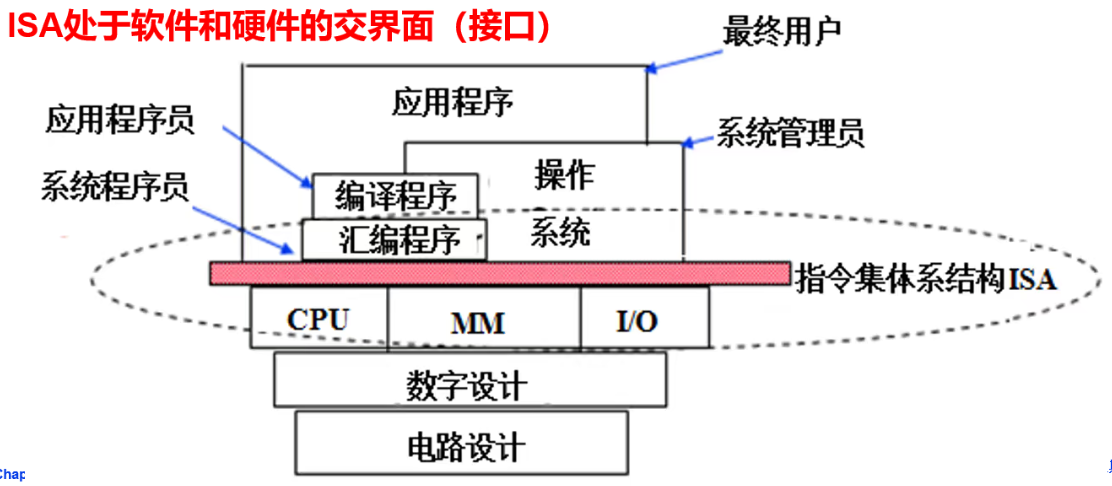 ISA处于软件和硬件的交界面（接口）
最终用户
应用程序
应用程序员
系统管理员
操作
系统程序员
编译程序
系统
汇编程序
指令集体系结构ISA
CPU
MM
I/O
数字设计
电路设计
Chap